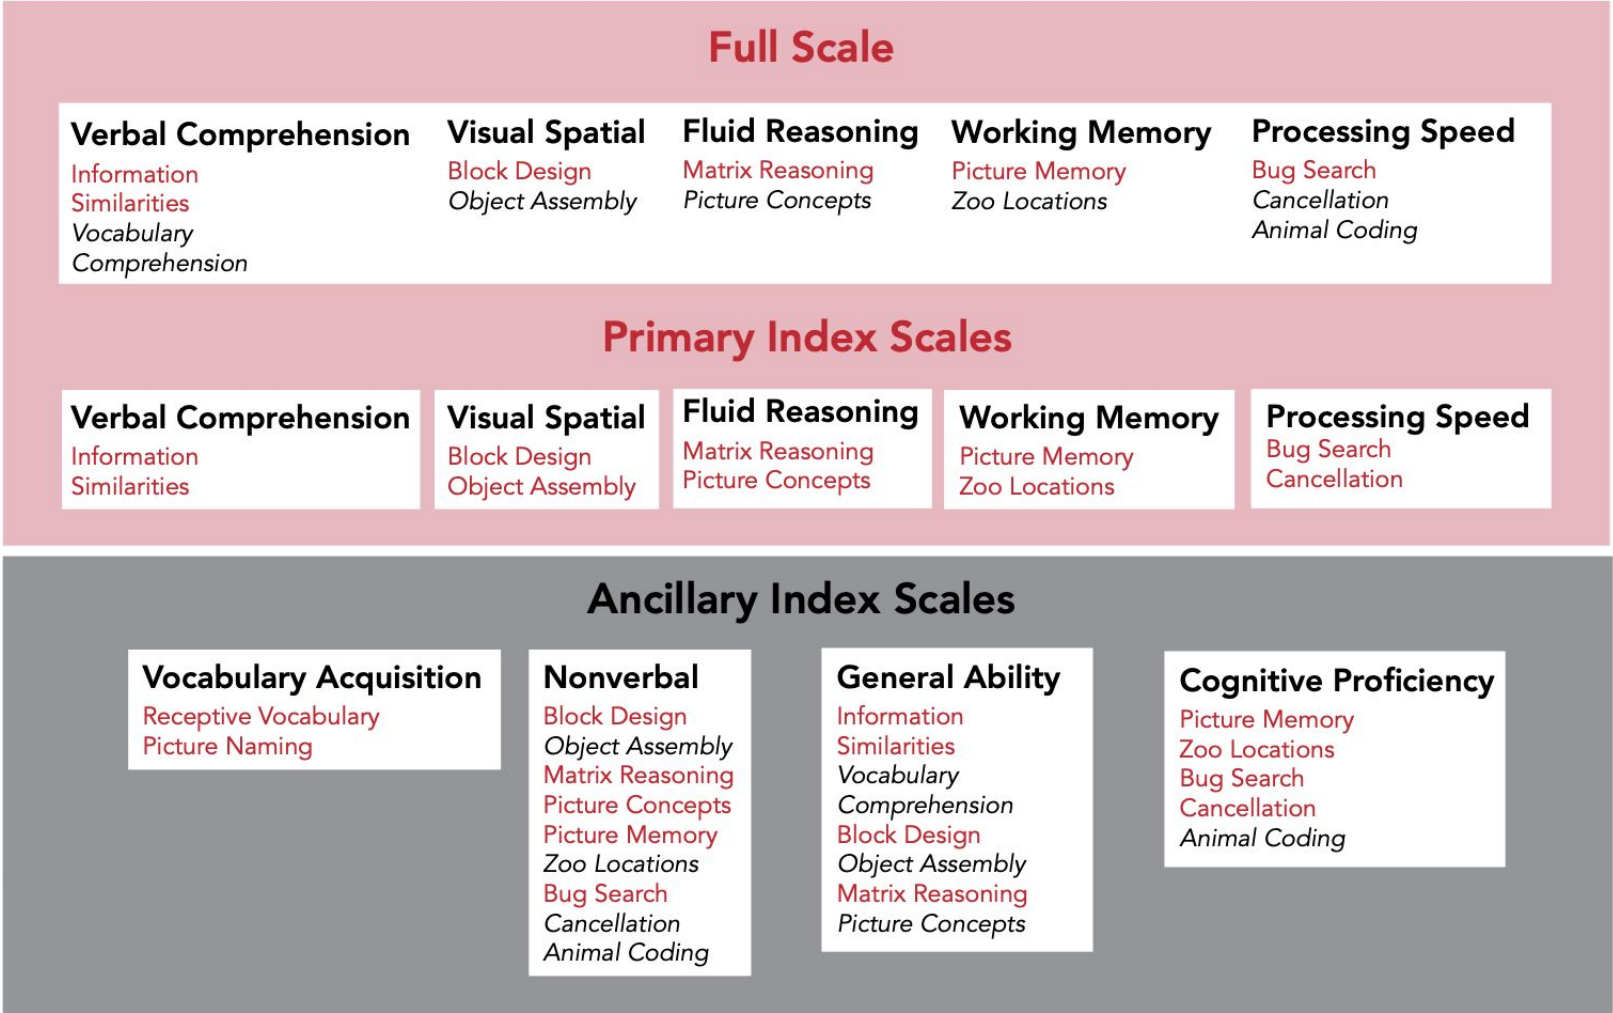 Full Scale
Verbal Comprehension
Information
Similarities
Vocabulary
Comprehension
Visual Spatial
Block Design
Object Assembly
Fluid Reasoning
Matrix Reasoning
Picture Concepts
Working Memory
Picture Memory
Zoo Locations
Processing Speed
Bug Search
Cancellation
Animal Coding
Primary Index Scales
Verbal Comprehension
Information
Similarities
Visual Spatial
Block Design
Object Assembly
Fluid Reasoning
Matrix Reasoning
Picture Concepts
Working Memory
Picture Memory
Zoo Locations
Processing Speed
Bug Search
Cancellation
Ancillary Index Scales
Vocabulary Acquisition
Receptive Vocabulary
Picture Naming
Nonverbal
Block Design
Object Assembly
Matrix Reasoning
Picture Concepts
Picture Memory
Zoo Locations
Bug Search
Cancellation
Animal Coding
General Ability
Information
Similarities
Vocabulary
Comprehension
Block Design
Object Assembly
Matrix Reasoning
Picture Concepts
Cognitive Proficiency
Picture Memory
Zoo Locations
Bug Search
Cancellation
Animal Coding